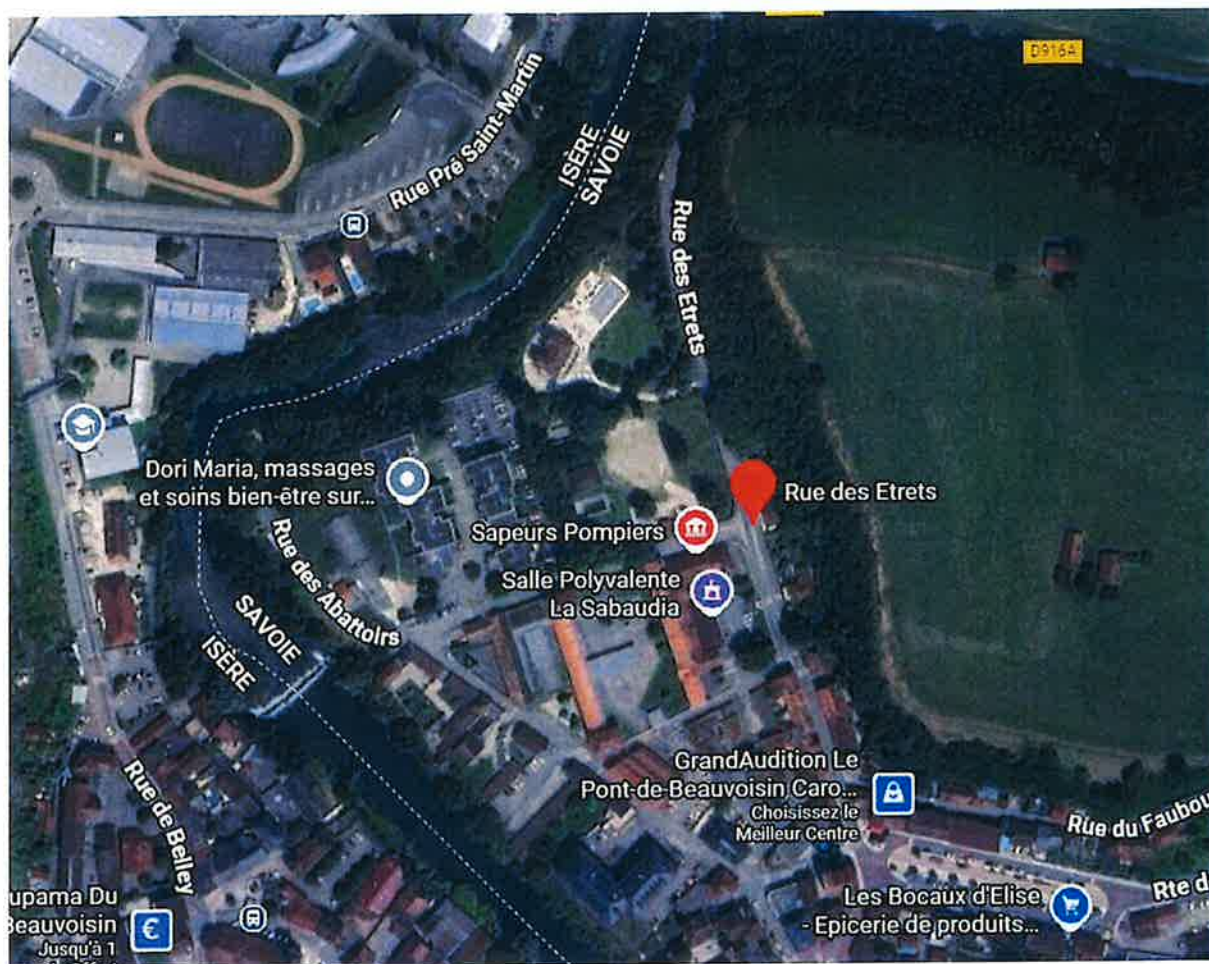 D916A
Rue Pré Saint-Martin
ISÈRE
SAVOIE
Rue des Etrets
Dori Maria, massages
et soins bien-être sur...
Rue des Etrets
Sapeurs Pompiers
Salle Polyvalente
La Sabaudia
Rue des Abattoirs
SAVOIE
ISÈRE
GrandAudition Le
Pont-de-Beauvoisin Caro...
Choisissez le
Meilleur Centre
Rue de Belley
Rue du Faubou
Rte d
Les Bocaux d'Elise
- Epicerie de produits...
upama Du
Beauvoisin
Jusqu'à 1